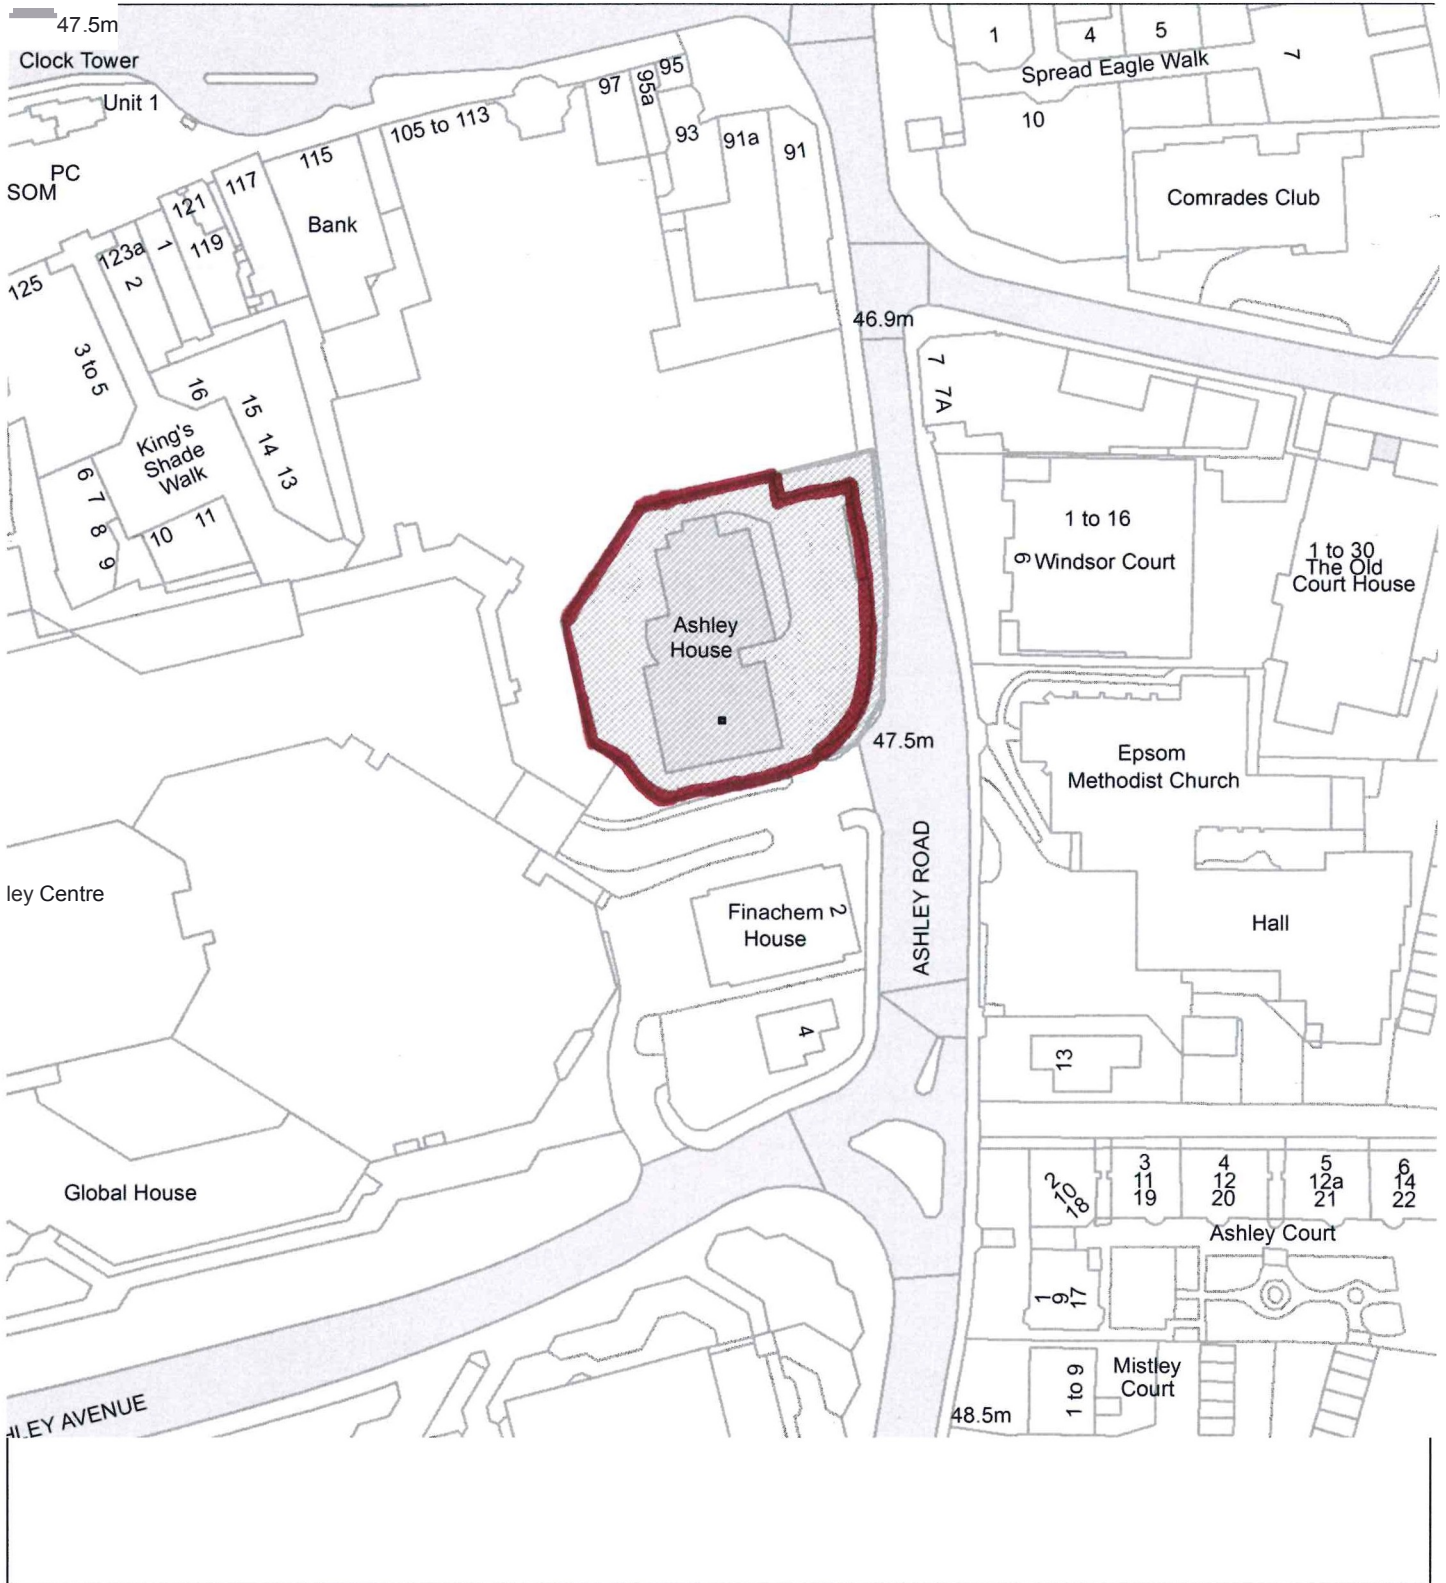 47.5m
Clock Tower
Unit 1
PC
SOM
125
123a
2
1
121
119
117
115
Bank
105 to 113
97
95a
95
93
91a
91
1
4
5
7
Spread Eagle Walk
10
Comrades Club
46.9m
3 to 5
16
15
14
13
King's
Shade
Walk
6
7
8
9
10
11
7
7A
1 to 16
6
Windsor Court
1 to 30
The Old
Court House
Ashley
House
47.5m
Epsom
Methodist Church
ley Centre
Finachem
House
2
ASHLEY ROAD
Hall
4
13
Global House
2
10
18
3
11
19
4
12
20
5
12a
21
6
14
22
Ashley Court
1
9
17
Mistley
Court
1 to 9
48.5m
HLEY AVENUE